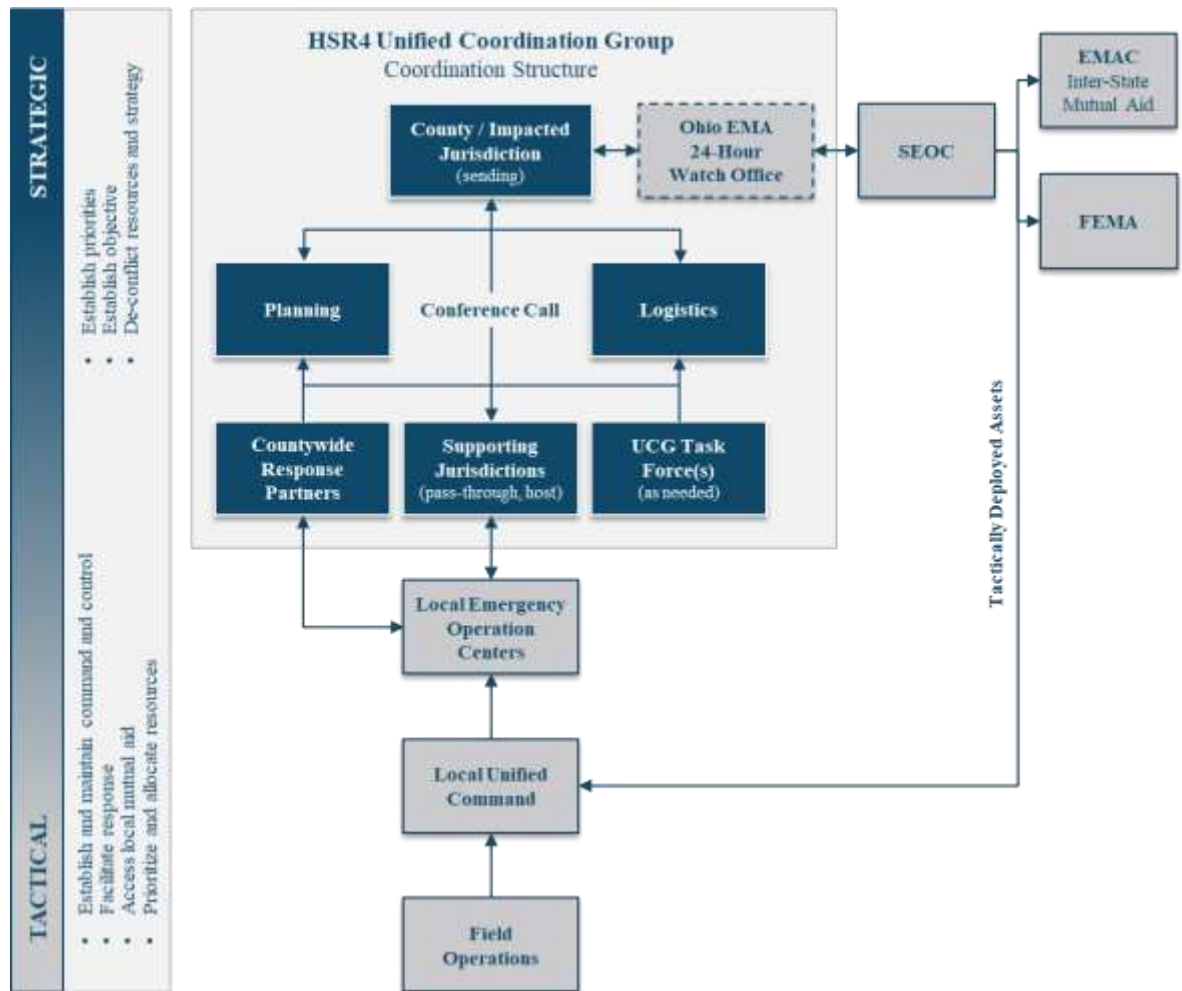 STRATEGIC
TACTICAL
Establish priorities
Establish objective
De-conflict resources and strategy
Establish and maintain command and control
Facilitate response
Access local mutual aid
Prioritize and allocate resources
HSR4 Unified Coordination Group
Coordination Structure
County / Impacted
Jurisdiction
(sending)
Ohio EMA
24-Hour
Watch Office
SEOC
EMAC
Inter-State
Mutual Aid
FEMA
Planning
Conference Call
Logistics
Countywide
Response
Partners
Supporting
Jurisdictions
(pass-through, host)
UCG Task
Force(s)
(as needed)
Tactically Deployed Assets
Local Emergency
Operation
Centers
Local Unified
Command
Field
Operations